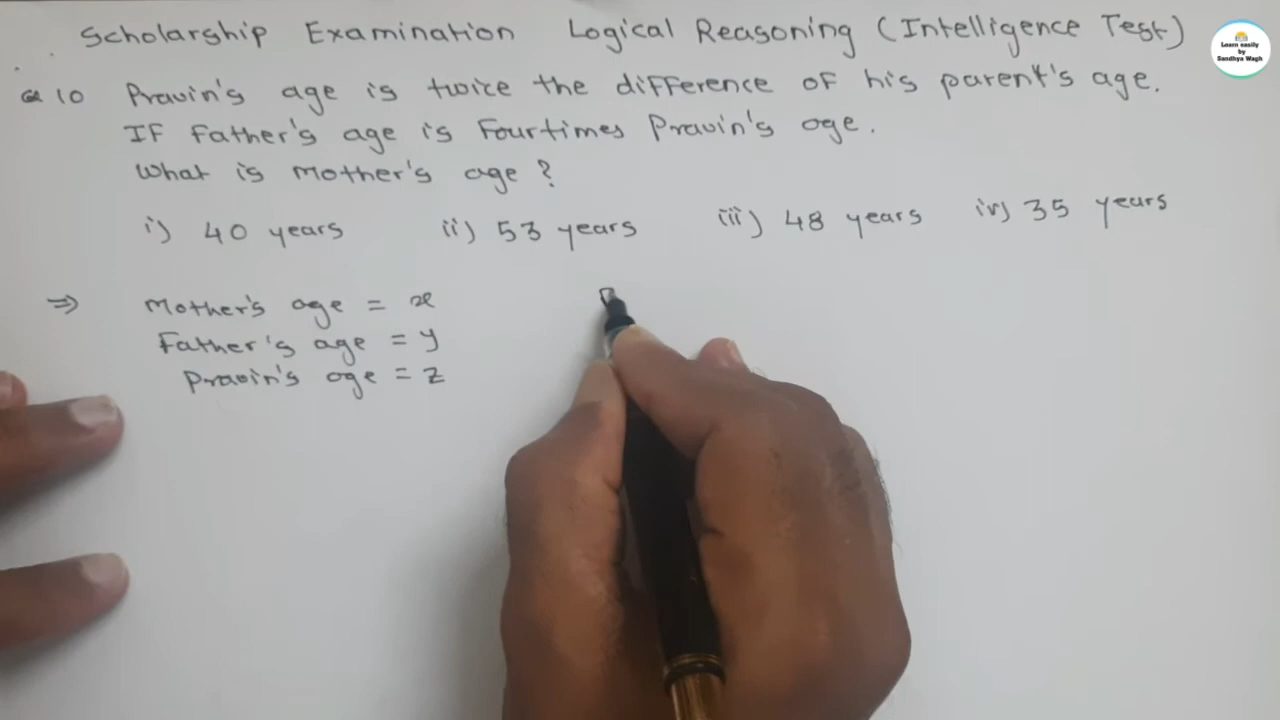 Scholarship Examination Logical Reasoning (Intelligence Test)
Q 10 Pravin's age is twice the difference of his parent's age.
IF Father's age is Fourtimes Pravin's age.
What is Mother's age ?
i) 40 years ii) 53 years iii) 48 years iv) 35 years
⇒ Mother's age = x
Father's age = y
Pravin's age = z
Learn easily
by
Sandhya Wagh